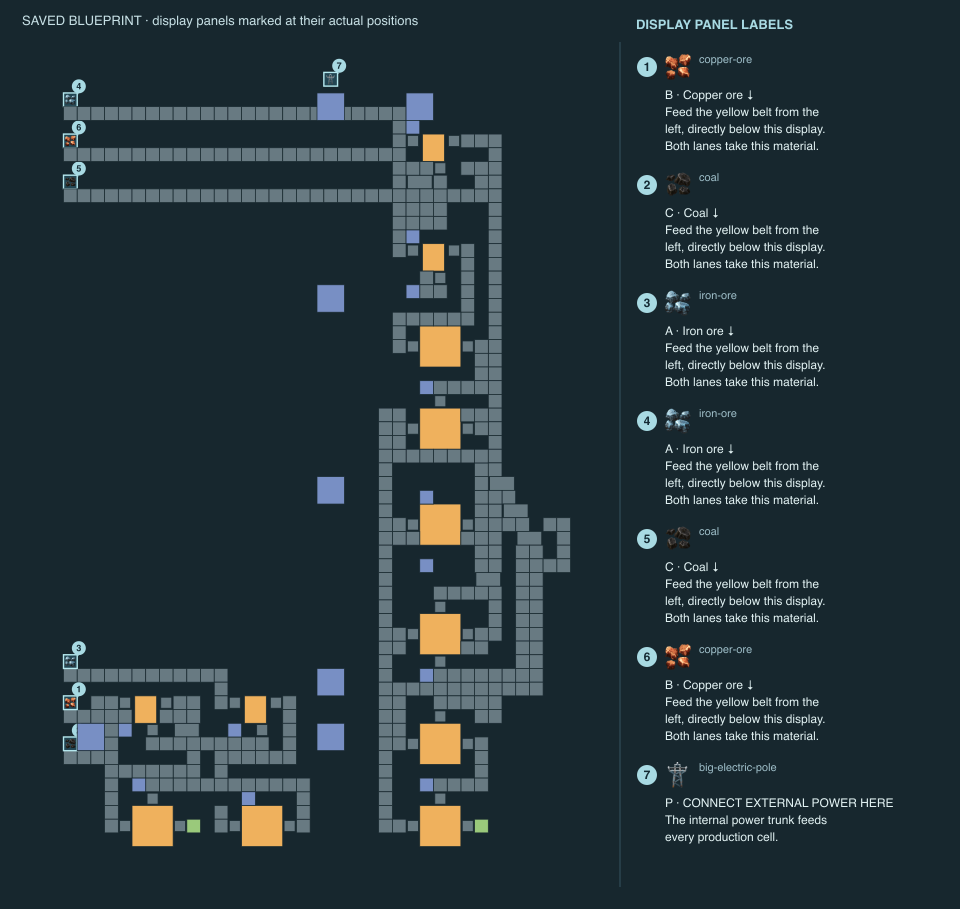 SAVED BLUEPRINT · display panels marked at their actual positions
7
4
6
5
3
1
DISPLAY PANEL LABELS
1
copper-ore
B · Copper ore ↓
Feed the yellow belt from the
left, directly below this display.
Both lanes take this material.
2
coal
C · Coal ↓
Feed the yellow belt from the
left, directly below this display.
Both lanes take this material.
3
iron-ore
A · Iron ore ↓
Feed the yellow belt from the
left, directly below this display.
Both lanes take this material.
4
iron-ore
A · Iron ore ↓
Feed the yellow belt from the
left, directly below this display.
Both lanes take this material.
5
coal
C · Coal ↓
Feed the yellow belt from the
left, directly below this display.
Both lanes take this material.
6
copper-ore
B · Copper ore ↓
Feed the yellow belt from the
left, directly below this display.
Both lanes take this material.
7
big-electric-pole
P · CONNECT EXTERNAL POWER HERE
The internal power trunk feeds
every production cell.